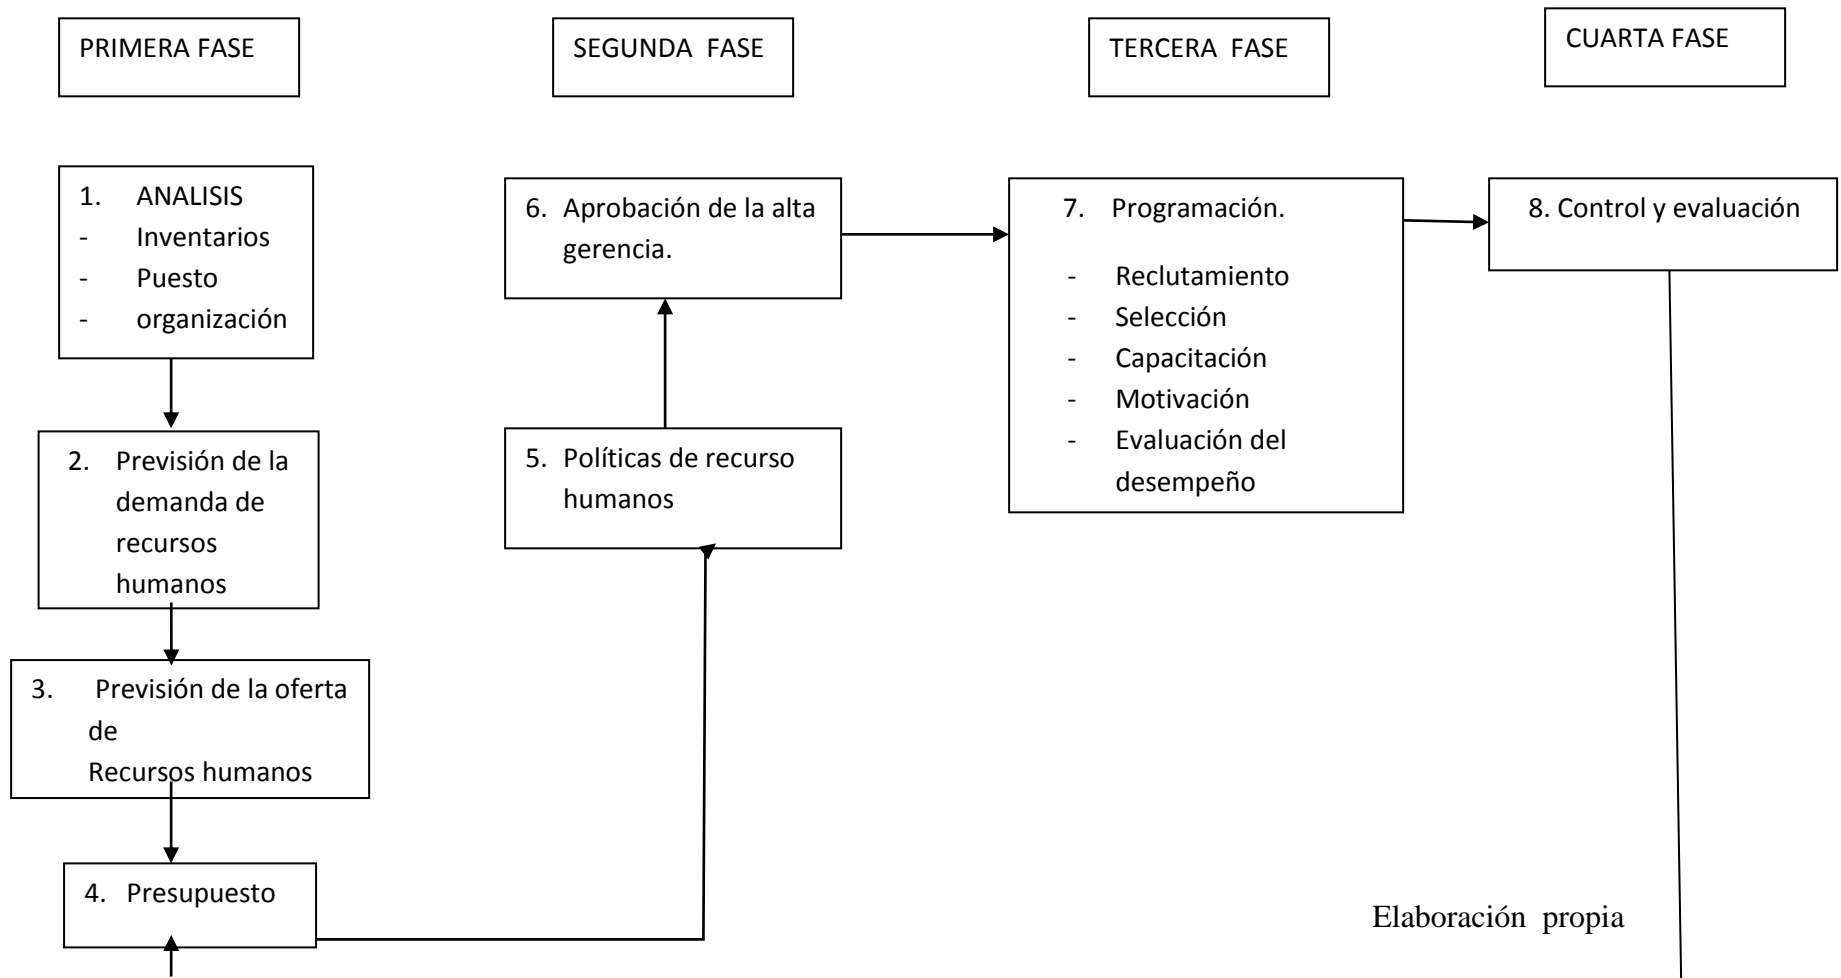 PRIMERA FASE
SEGUNDA FASE
TERCERA FASE
CUARTA FASE
1. ANALISIS
- Inventarios
- Puesto
- organización
2. Previsión de la
demanda de
recursos
humanos
3. Previsión de la oferta
de
Recursos humanos
4. Presupuesto
6. Aprobación de la alta
gerencia.
5. Políticas de recurso
humanos
7. Programación.
- Reclutamiento
- Selección
- Capacitación
- Motivación
- Evaluación del
desempeño
8. Control y evaluación
Elaboración propia